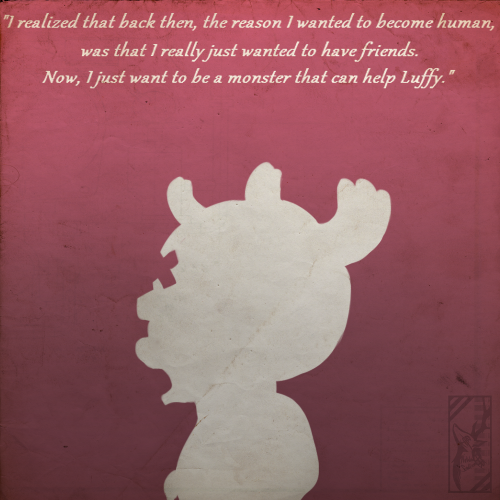 "I realized that back then, the reason I wanted to become human,
was that I really just wanted to have friends.
Now, I just want to be a monster that can help Luffy."